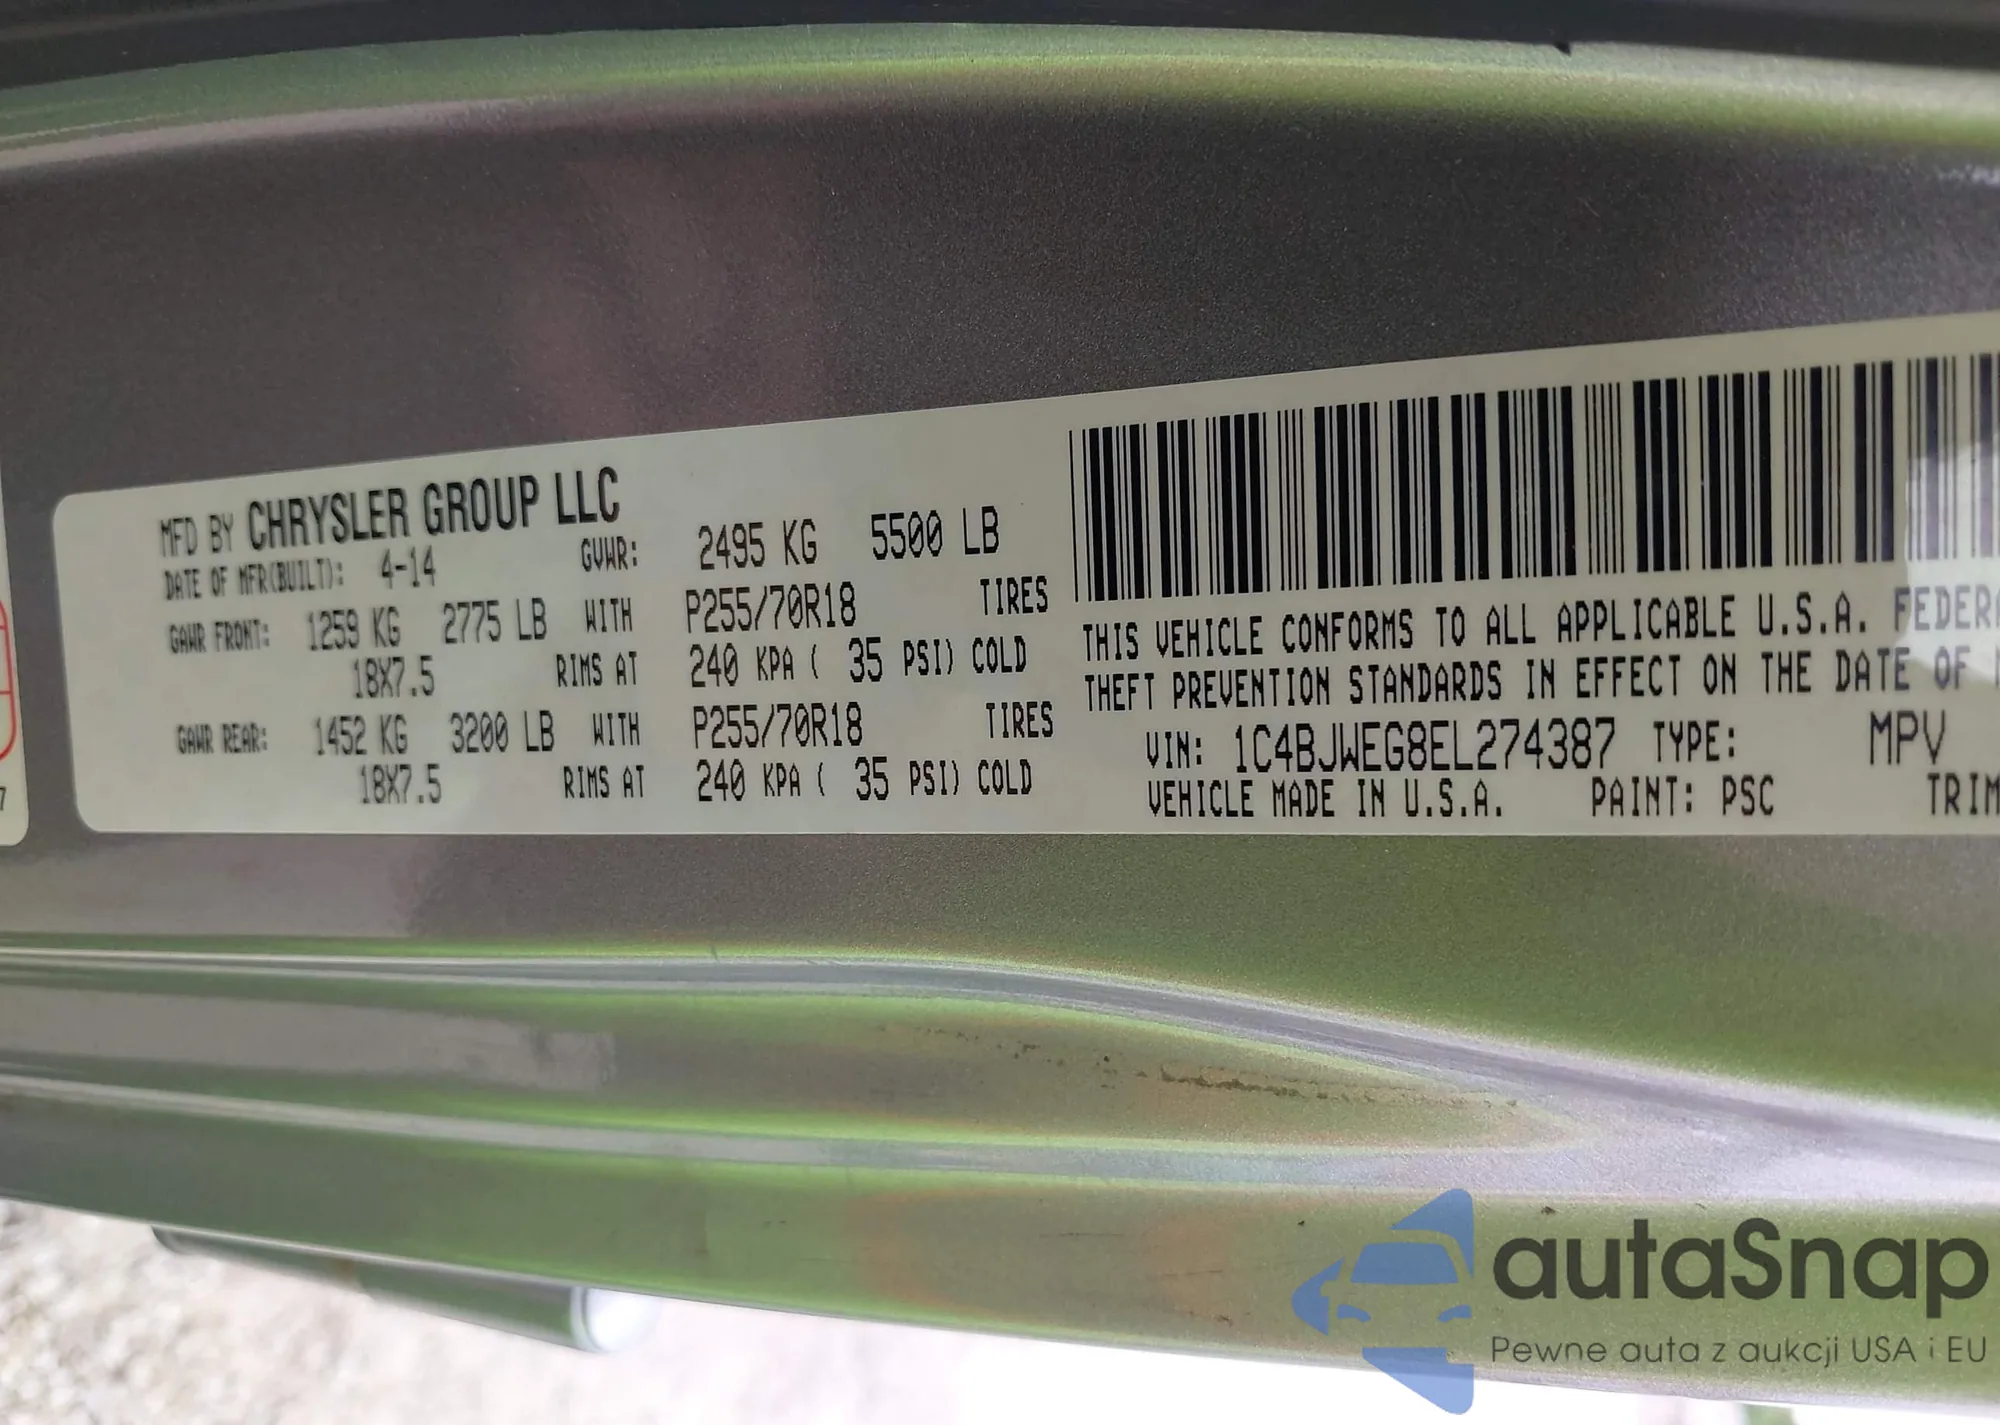 MFD BY CHRYSLER GROUP LLC
DATE OF MFR(BUILT): 4-14 GVWR: 2495 KG 5500 LB
GAWR FRONT: 1259 KG 2775 LB WITH P255/70R18 TIRES
18X7.5 RIMS AT 240 KPA ( 35 PSI) COLD
GAWR REAR: 1452 KG 3200 LB WITH P255/70R18 TIRES
18X7.5 RIMS AT 240 KPA ( 35 PSI) COLD
THIS VEHICLE CONFORMS TO ALL APPLICABLE U.S.A. FEDERA
THEFT PREVENTION STANDARDS IN EFFECT ON THE DATE OF
VIN: 1C4BJWEG8EL274387 TYPE: MPV
VEHICLE MADE IN U.S.A. PAINT: PSC TRIM
7
autaSnap
Pewne auta z aukcji USA i EU